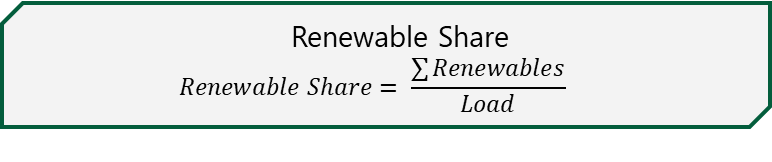 Renewable Share
Renewable Share = ∑ Renewables / Load